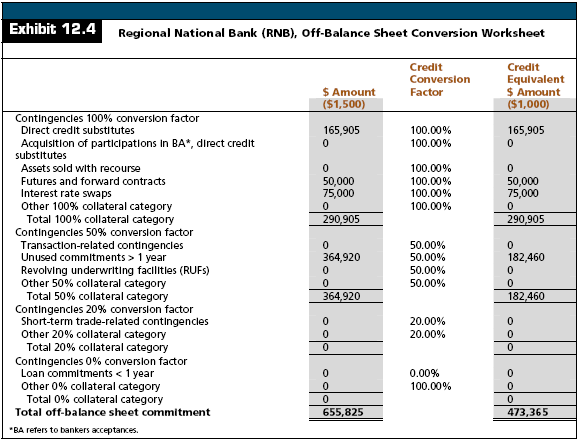 Exhibit 12.4 Regional National Bank (RNB), Off-Balance Sheet Conversion Worksheet
Credit Credit
Conversion Equivalent
$ Amount Factor $ Amount
($1,500) ($1,000)
Contingencies 100% conversion factor
Direct credit substitutes 165,905 100.00% 165,905
Acquisition of participations in BA*, direct credit 0 100.00% 0
substitutes
Assets sold with recourse 0 100.00% 0
Futures and forward contracts 50,000 100.00% 50,000
Interest rate swaps 75,000 100.00% 75,000
Other 100% collateral category 0 100.00% 0
Total 100% collateral category 290,905 290,905
Contingencies 50% conversion factor
Transaction-related contingencies 0 50.00% 0
Unused commitments > 1 year 364,920 50.00% 182,460
Revolving underwriting facilities (RUFs) 0 50.00% 0
Other 50% collateral category 0 50.00% 0
Total 50% collateral category 364,920 182,460
Contingencies 20% conversion factor
Short-term trade-related contingencies 0 20.00% 0
Other 20% collateral category 0 20.00% 0
Total 20% collateral category 0 0
Contingencies 0% conversion factor
Loan commitments < 1 year 0 0.00% 0
Other 0% collateral category 0 100.00% 0
Total 0% collateral category 0 0
Total off-balance sheet commitment 655,825 473,365
*BA refers to bankers acceptances.